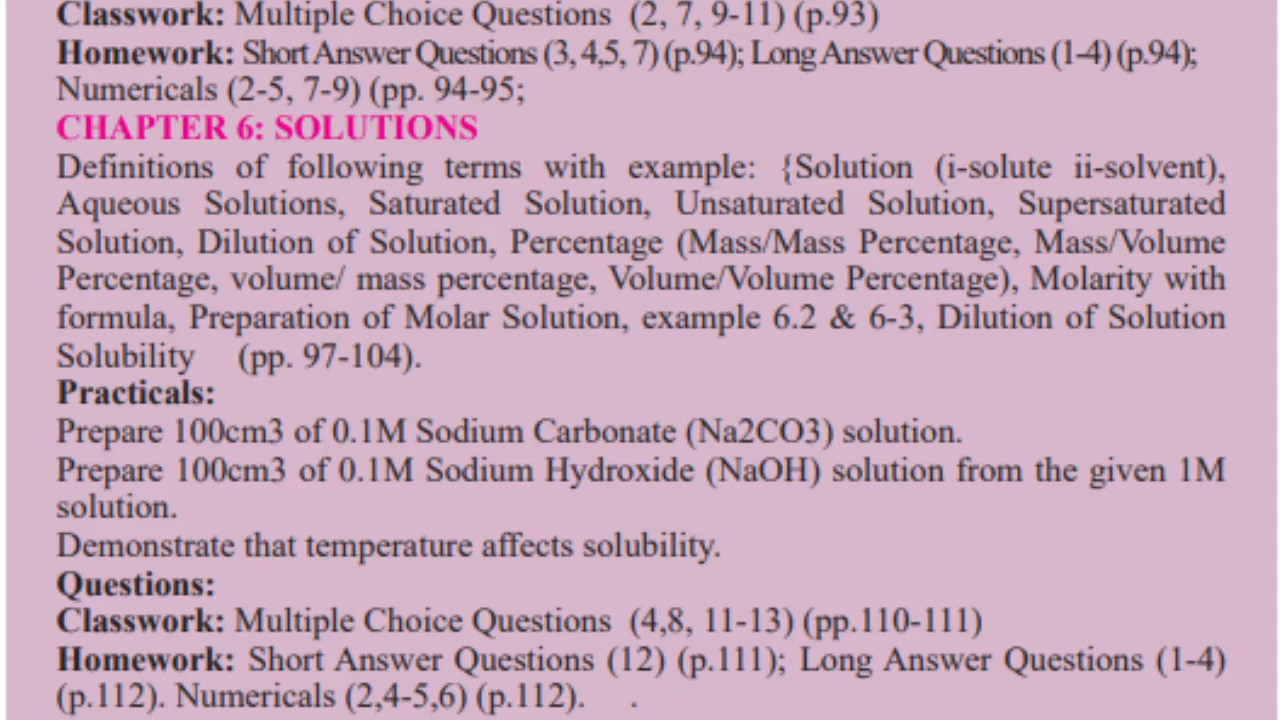 Classwork: Multiple Choice Questions (2, 7, 9-11) (p.93)
Homework: Short Answer Questions (3, 4,5, 7) (p.94); Long Answer Questions (1-4) (p.94);
Numericals (2-5, 7-9) (pp. 94-95;
CHAPTER 6: SOLUTIONS
Definitions of following terms with example: {Solution (i-solute ii-solvent),
Aqueous Solutions, Saturated Solution, Unsaturated Solution, Supersaturated
Solution, Dilution of Solution, Percentage (Mass/Mass Percentage, Mass/Volume
Percentage, volume/ mass percentage, Volume/Volume Percentage), Molarity with
formula, Preparation of Molar Solution, example 6.2 & 6-3, Dilution of Solution
Solubility (pp. 97-104).
Practicals:
Prepare 100cm3 of 0.1M Sodium Carbonate (Na2CO3) solution.
Prepare 100cm3 of 0.1M Sodium Hydroxide (NaOH) solution from the given 1M
solution.
Demonstrate that temperature affects solubility.
Questions:
Classwork: Multiple Choice Questions (4,8, 11-13) (pp.110-111)
Homework: Short Answer Questions (12) (p.111); Long Answer Questions (1-4)
(p.112). Numericals (2,4-5,6) (p.112). .